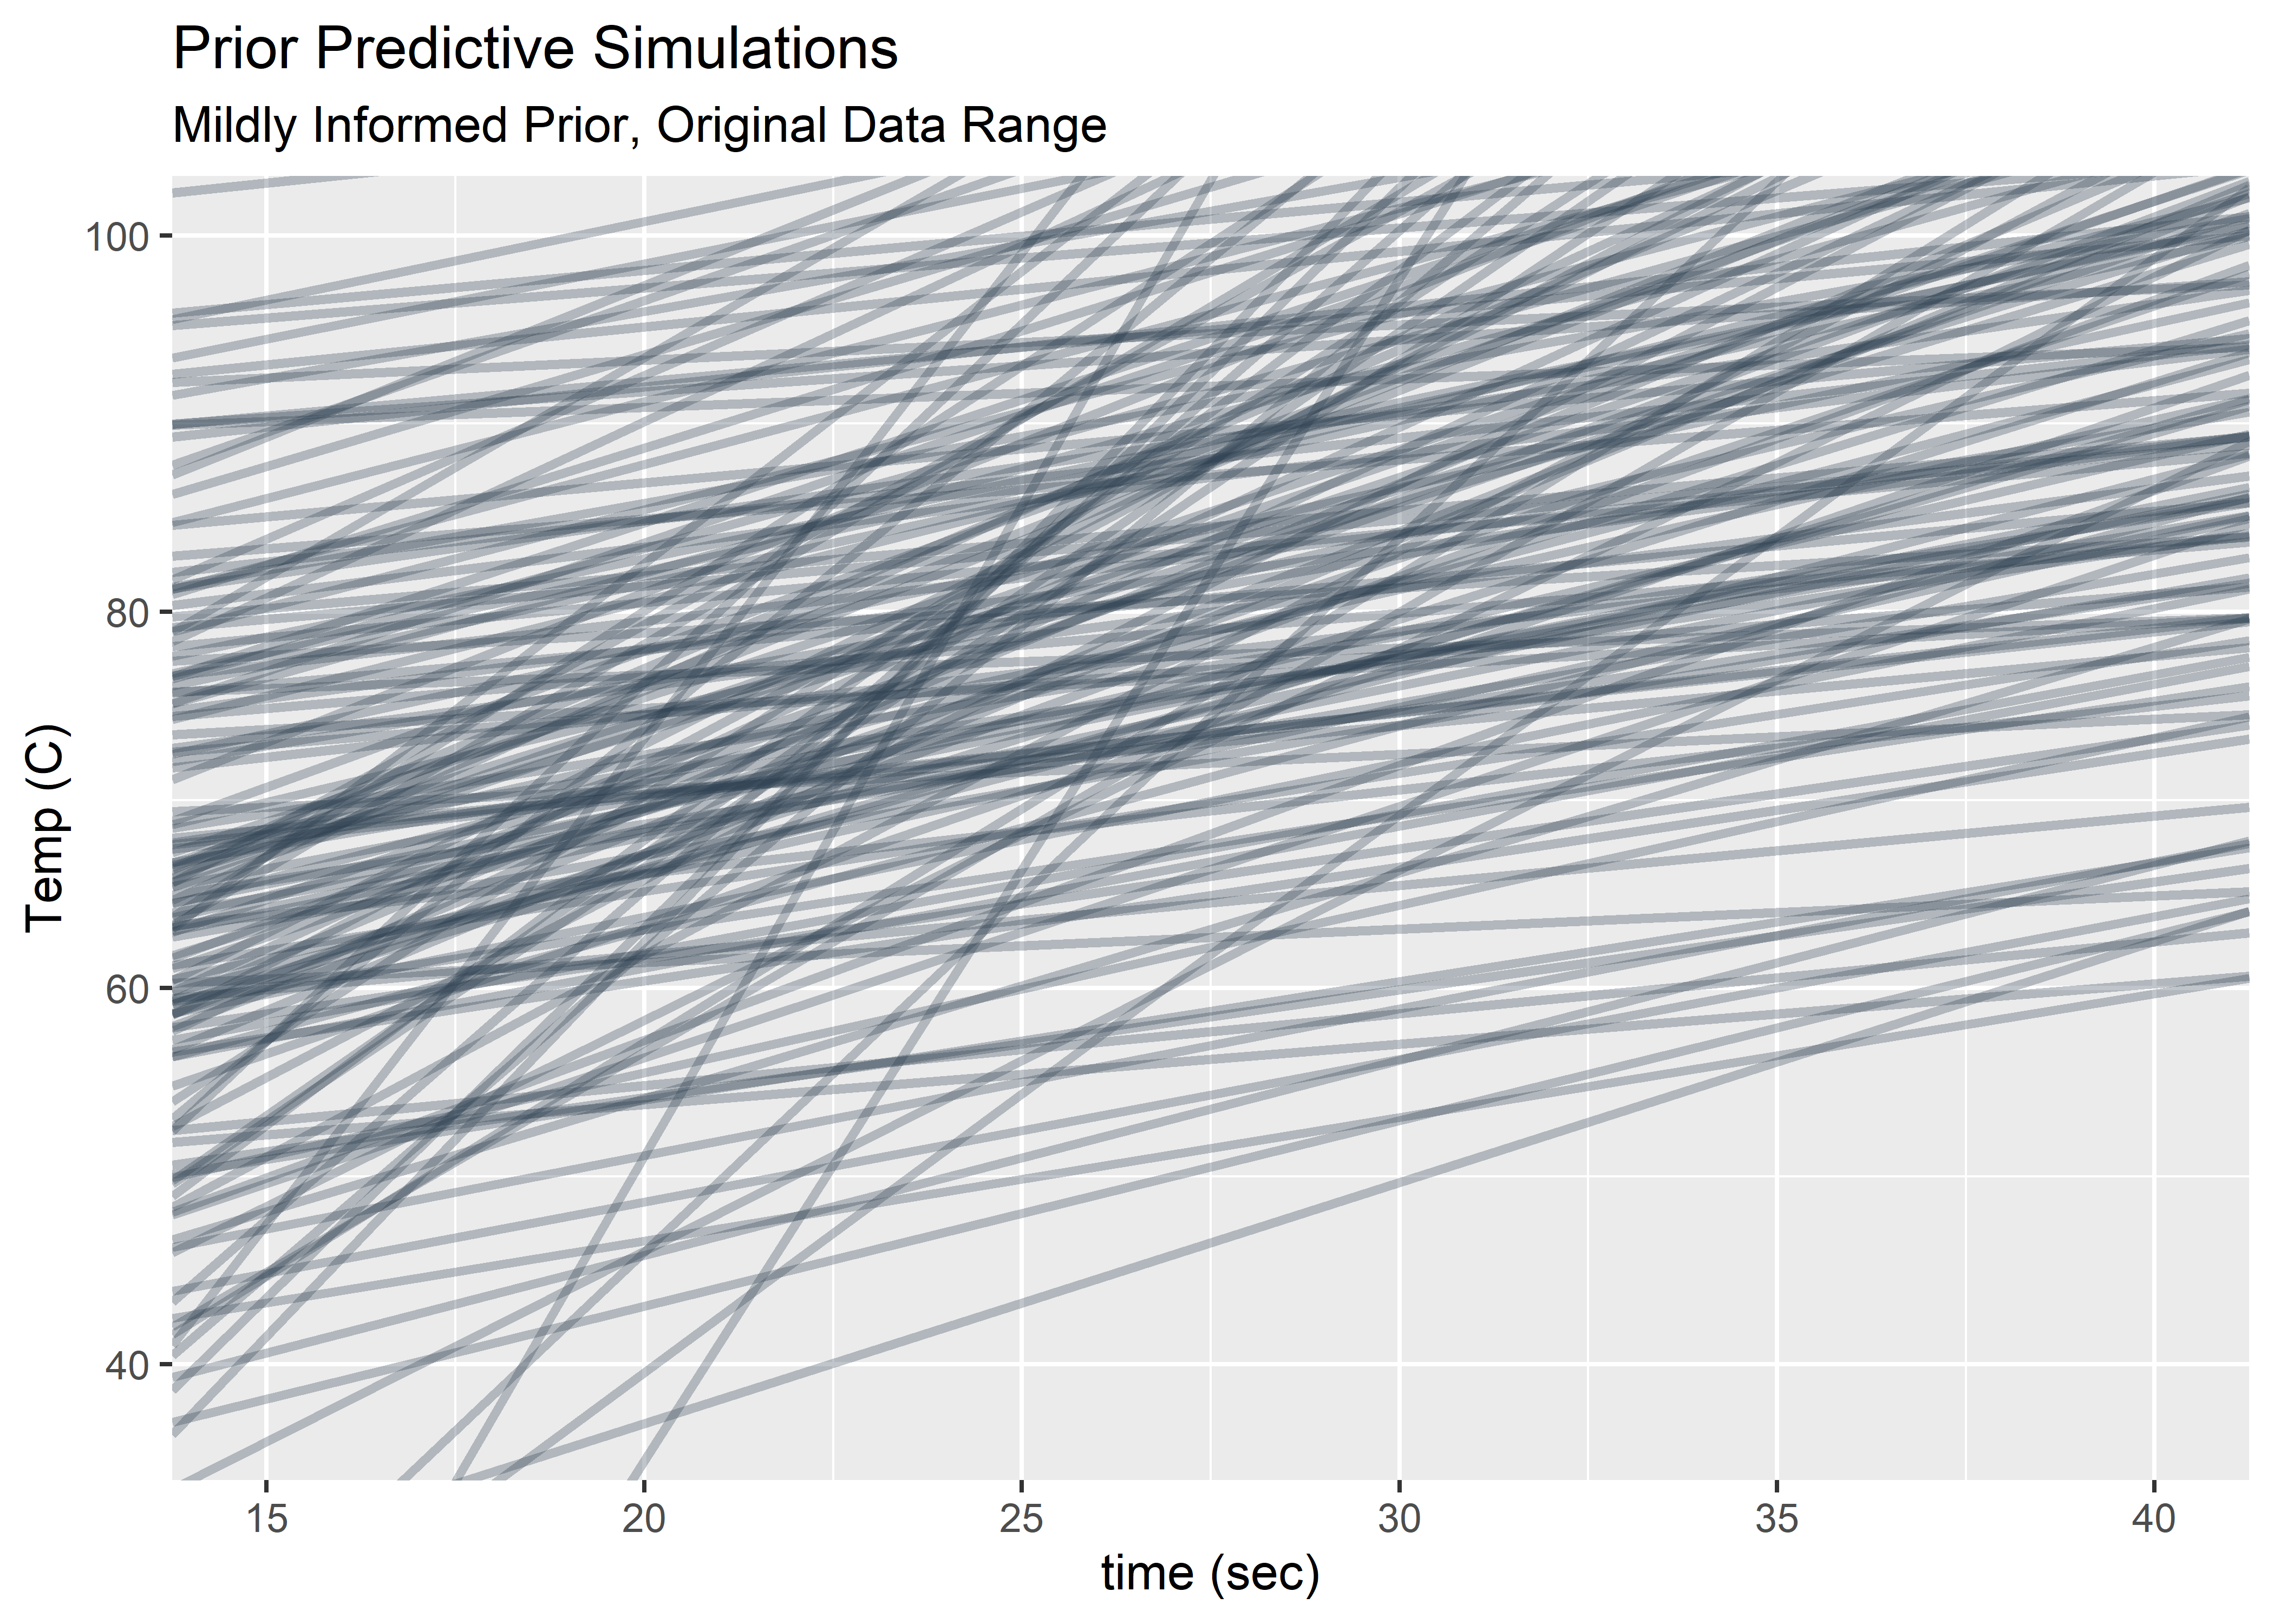 Prior Predictive Simulations
Mildly Informed Prior, Original Data Range
100
80
60
40
Temp (C)
15 20 25 30 35 40
time (sec)